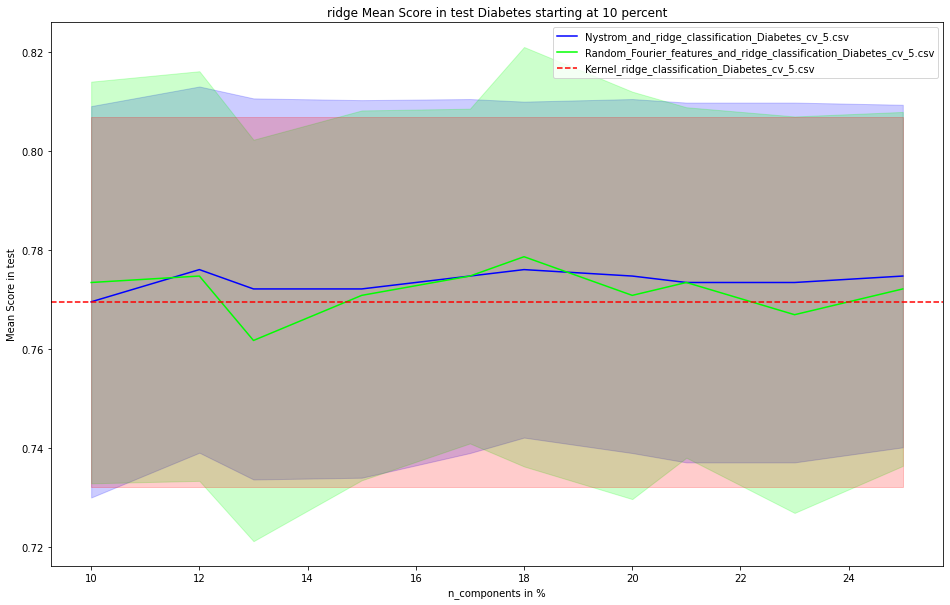 ridge Mean Score in test Diabetes starting at 10 percent
Nystrom_and_ridge_classification_Diabetes_cv_5.csv
Random_Fourier_features_and_ridge_classification_Diabetes_cv_5.csv
Kernel_ridge_classification_Diabetes_cv_5.csv
Mean Score in test
0.82
0.80
0.78
0.76
0.74
0.72
10 12 14 16 18 20 22 24
n_components in %